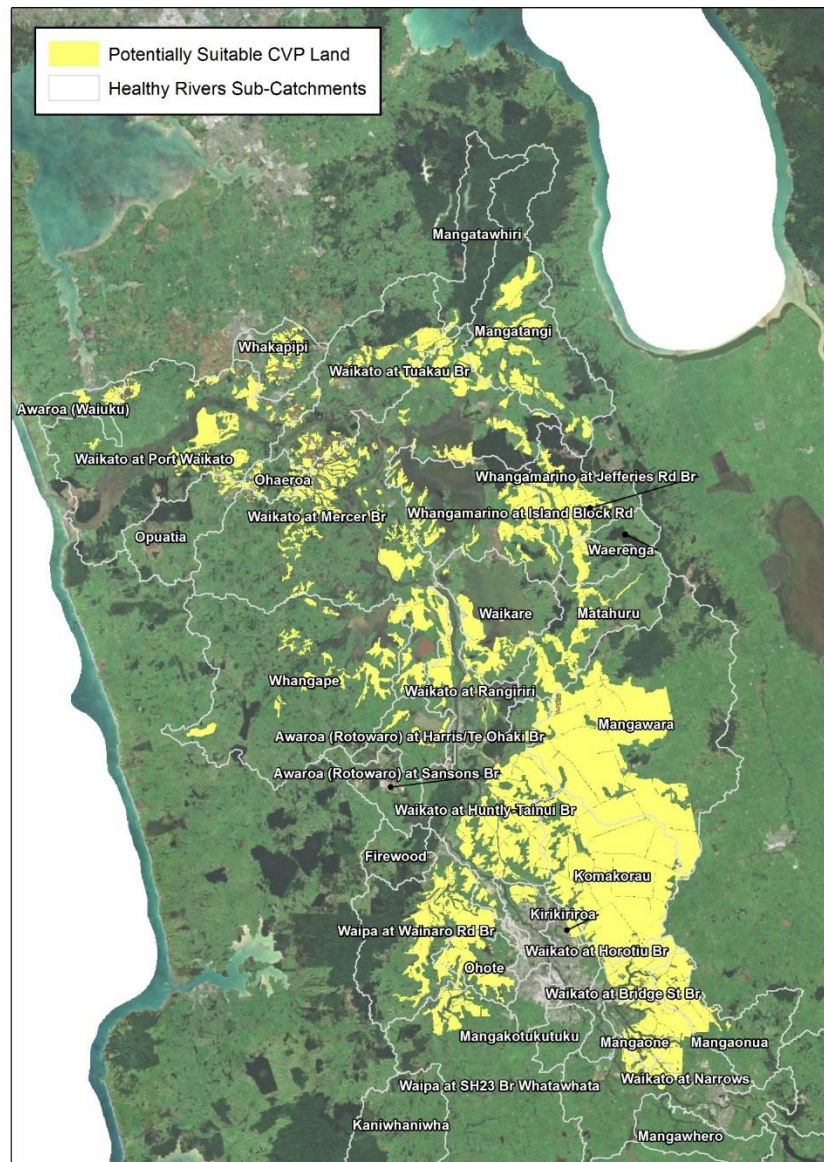 Potentially Suitable CVP Land
Healthy Rivers Sub-Catchments
Mangatawhiri
Mangatangi
Whakapipi
Waikato at Tuakau Br
Awaroa (Waiuku)
Waikato at Port Waikato
Ohaeroa
Whangamarino at Jefferies Rd Br
Waikato at Mercer Br
Whangamarino at Island Block Rd
Opuatia
Waerenga
Waikare
Matahuru
Whangape
Waikato at Rangiriri
Mangawara
Awaroa (Rotowaro) at Harris/Te Ohaki Br
Awaroa (Rotowaro) at Sansons Br
Waikato at Huntly-Tainui Br
Firewood
Komakorau
Kirikiriroa
Waipa at Wainaro Rd Br
Waikato at Horotiu Br
Ohote
Waikato at Bridge St Br
Mangakotukutuku
Mangaone
Mangaonua
Waipa at SH23 Br Whatawhata
Waikato at Narrows
Kaniwhaniwha
Mangawhero